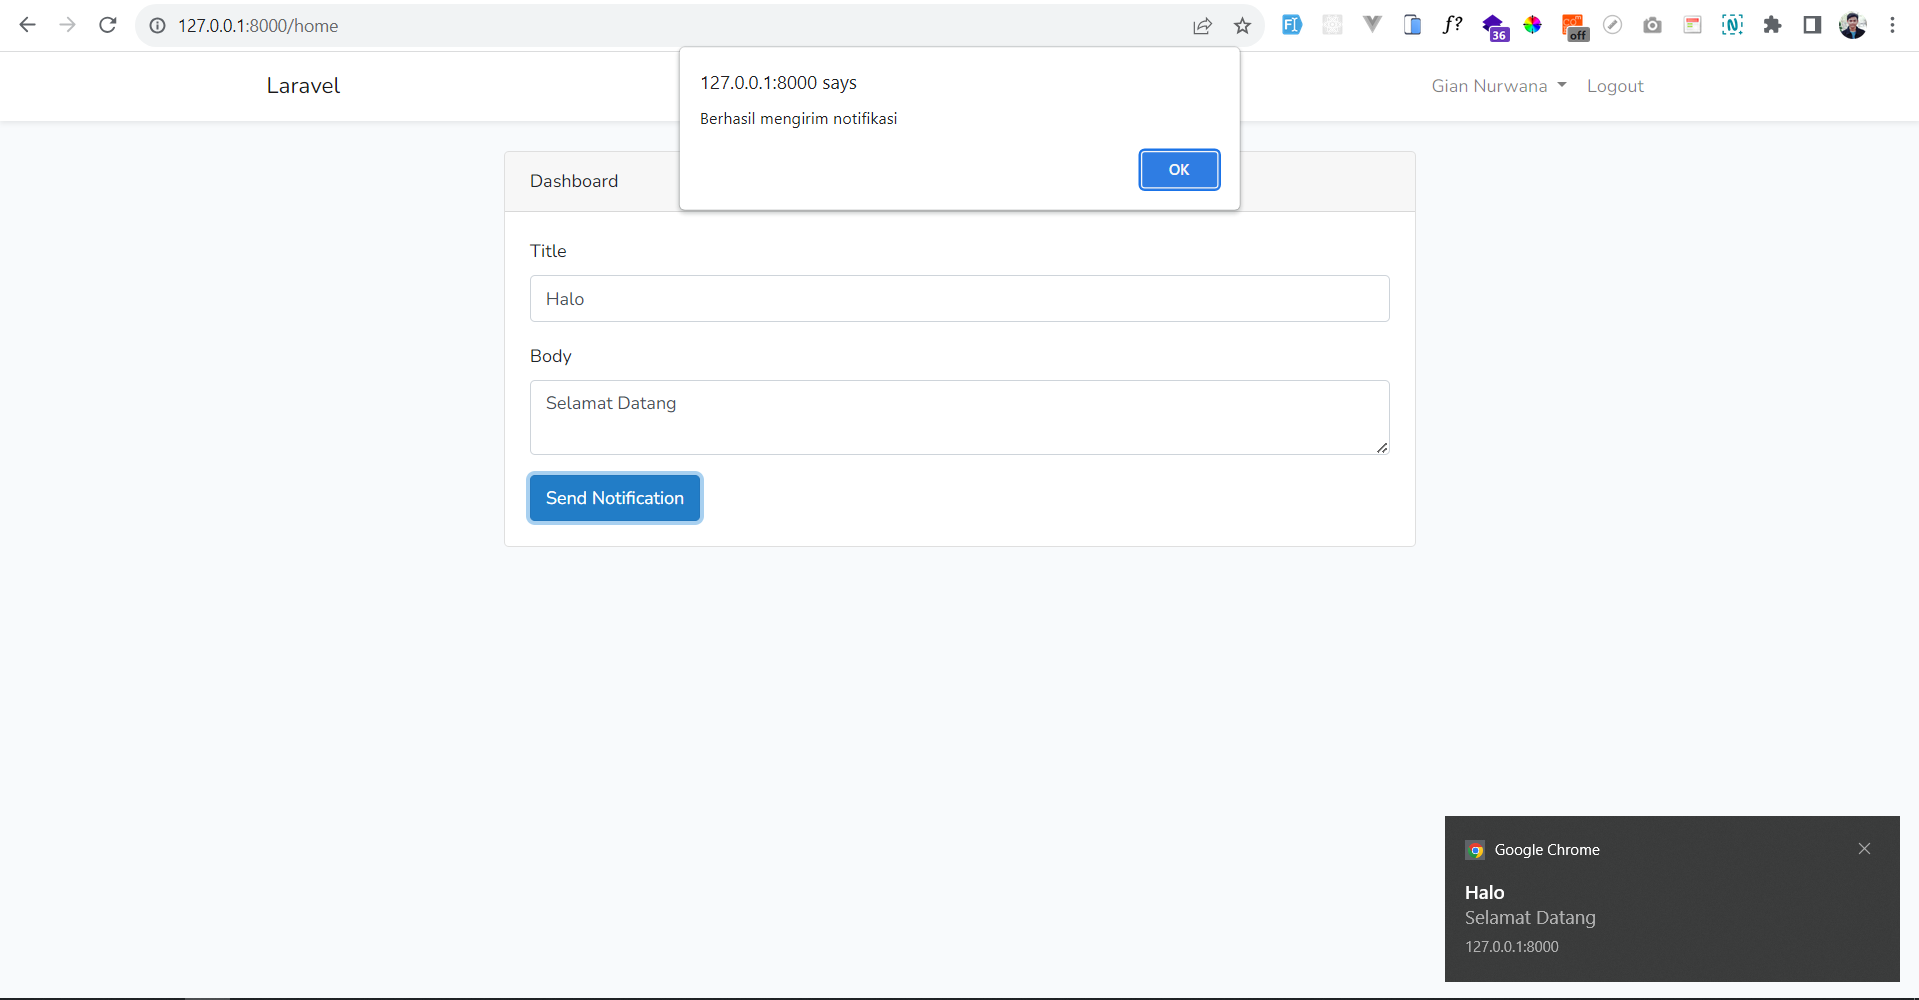 127.0.0.1:8000/home
FI
f?
36
off
N
Laravel
Gian Nurwana
Logout
127.0.0.1:8000 says
Berhasil mengirim notifikasi
OK
Dashboard
Title
Halo
Body
Selamat Datang
Send Notification
Google Chrome
Halo
Selamat Datang
127.0.0.1:8000